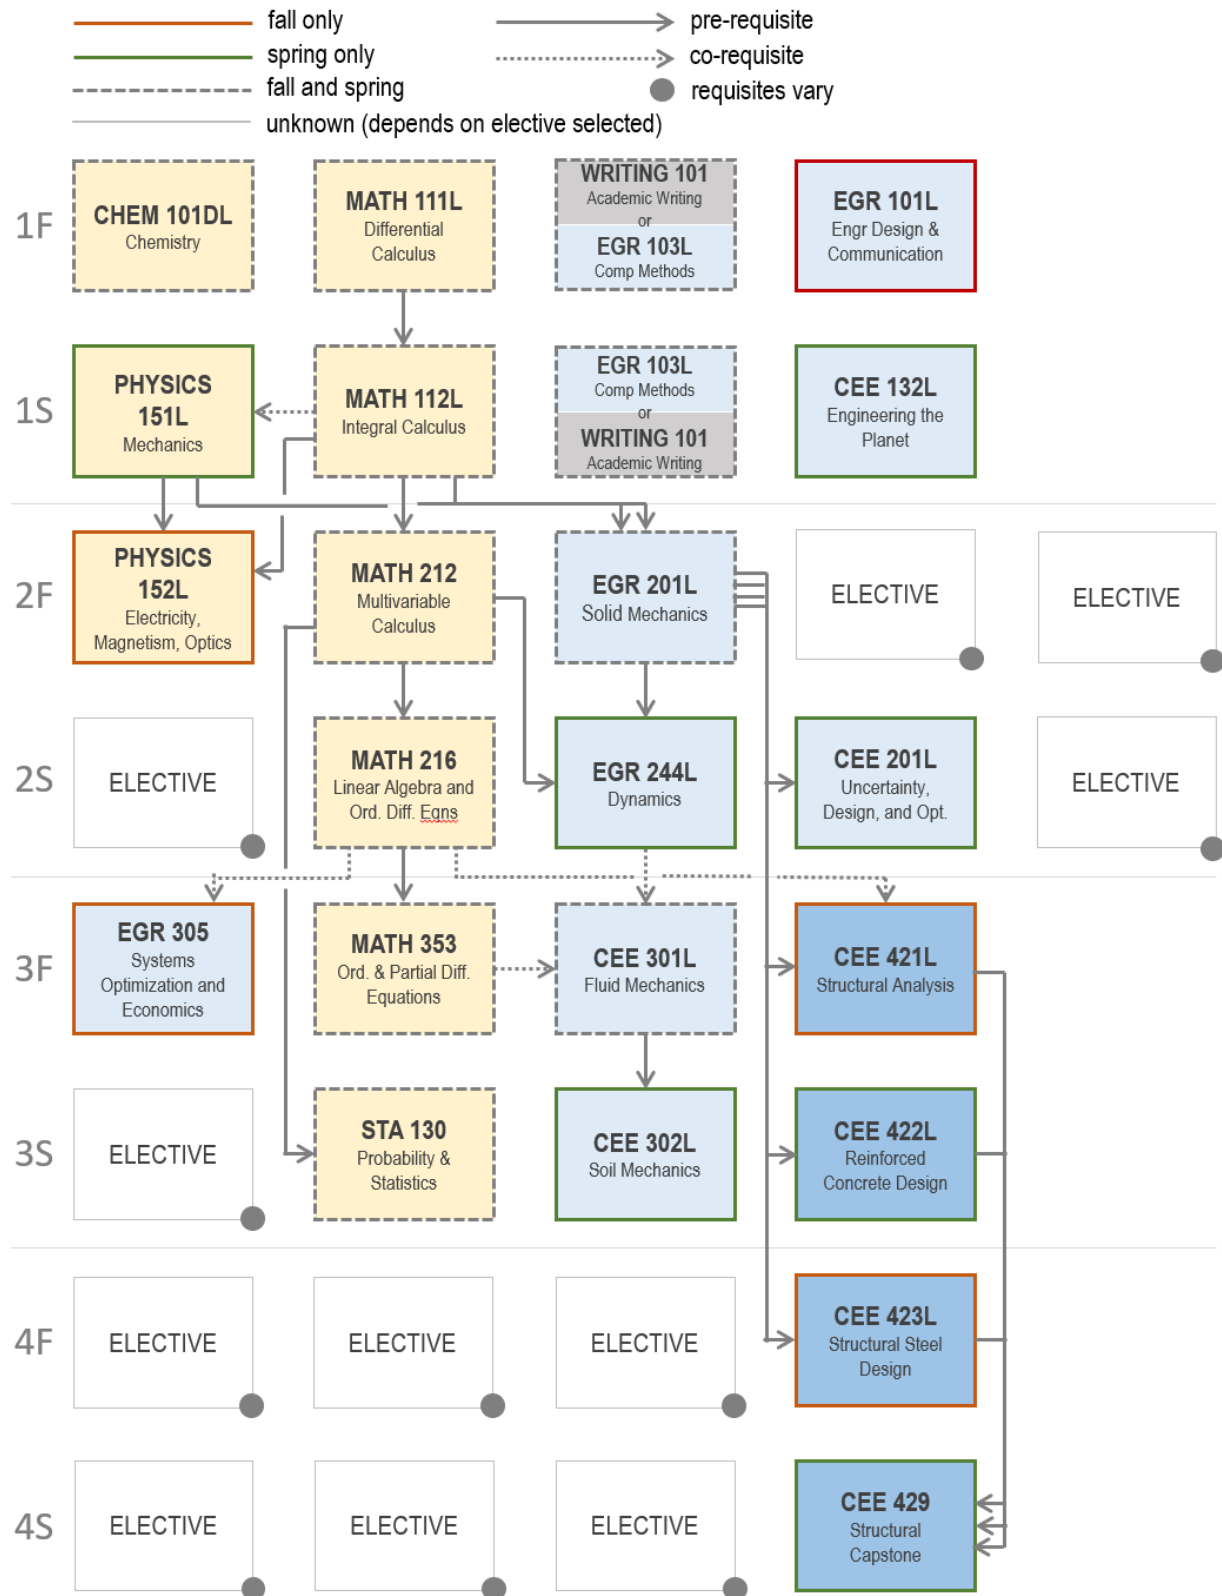 fall only
pre-requisite
spring only
co-requisite
fall and spring
requisites vary
unknown (depends on elective selected)
1F
CHEM 101DL
Chemistry
MATH 111L
Differential
Calculus
WRITING 101
Academic Writing
or
EGR 103L
Comp Methods
EGR 101L
Engr Design &
Communication
1S
PHYSICS
151L
Mechanics
MATH 112L
Integral Calculus
EGR 103L
Comp Methods
or
WRITING 101
Academic Writing
CEE 132L
Engineering the
Planet
2F
PHYSICS
152L
Electricity,
Magnetism, Optics
MATH 212
Multivariable
Calculus
EGR 201L
Solid Mechanics
ELECTIVE
ELECTIVE
2S
ELECTIVE
MATH 216
Linear Algebra and
Ord. Diff. Eqns
EGR 244L
Dynamics
CEE 201L
Uncertainty,
Design, and Opt.
ELECTIVE
3F
EGR 305
Systems
Optimization and
Economics
MATH 353
Ord. & Partial Diff.
Equations
CEE 301L
Fluid Mechanics
CEE 421L
Structural Analysis
3S
ELECTIVE
STA 130
Probability &
Statistics
CEE 302L
Soil Mechanics
CEE 422L
Reinforced
Concrete Design
4F
ELECTIVE
ELECTIVE
ELECTIVE
CEE 423L
Structural Steel
Design
4S
ELECTIVE
ELECTIVE
ELECTIVE
CEE 429
Structural
Capstone